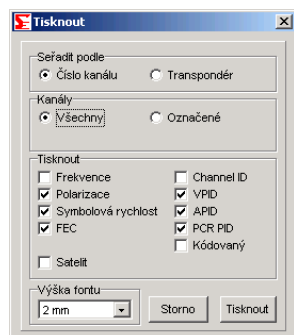 Tisknout
Seřadit podle
Číslo kanálu Transpondér
Kanály
Všechny Označené
Tisknout
Frekvence Channel ID
Polarizace VPID
Symbolová rychlost APID
FEC PCR PID
Kódovaný
Satelit
Výška fontu
2 mm Storno Tisknout